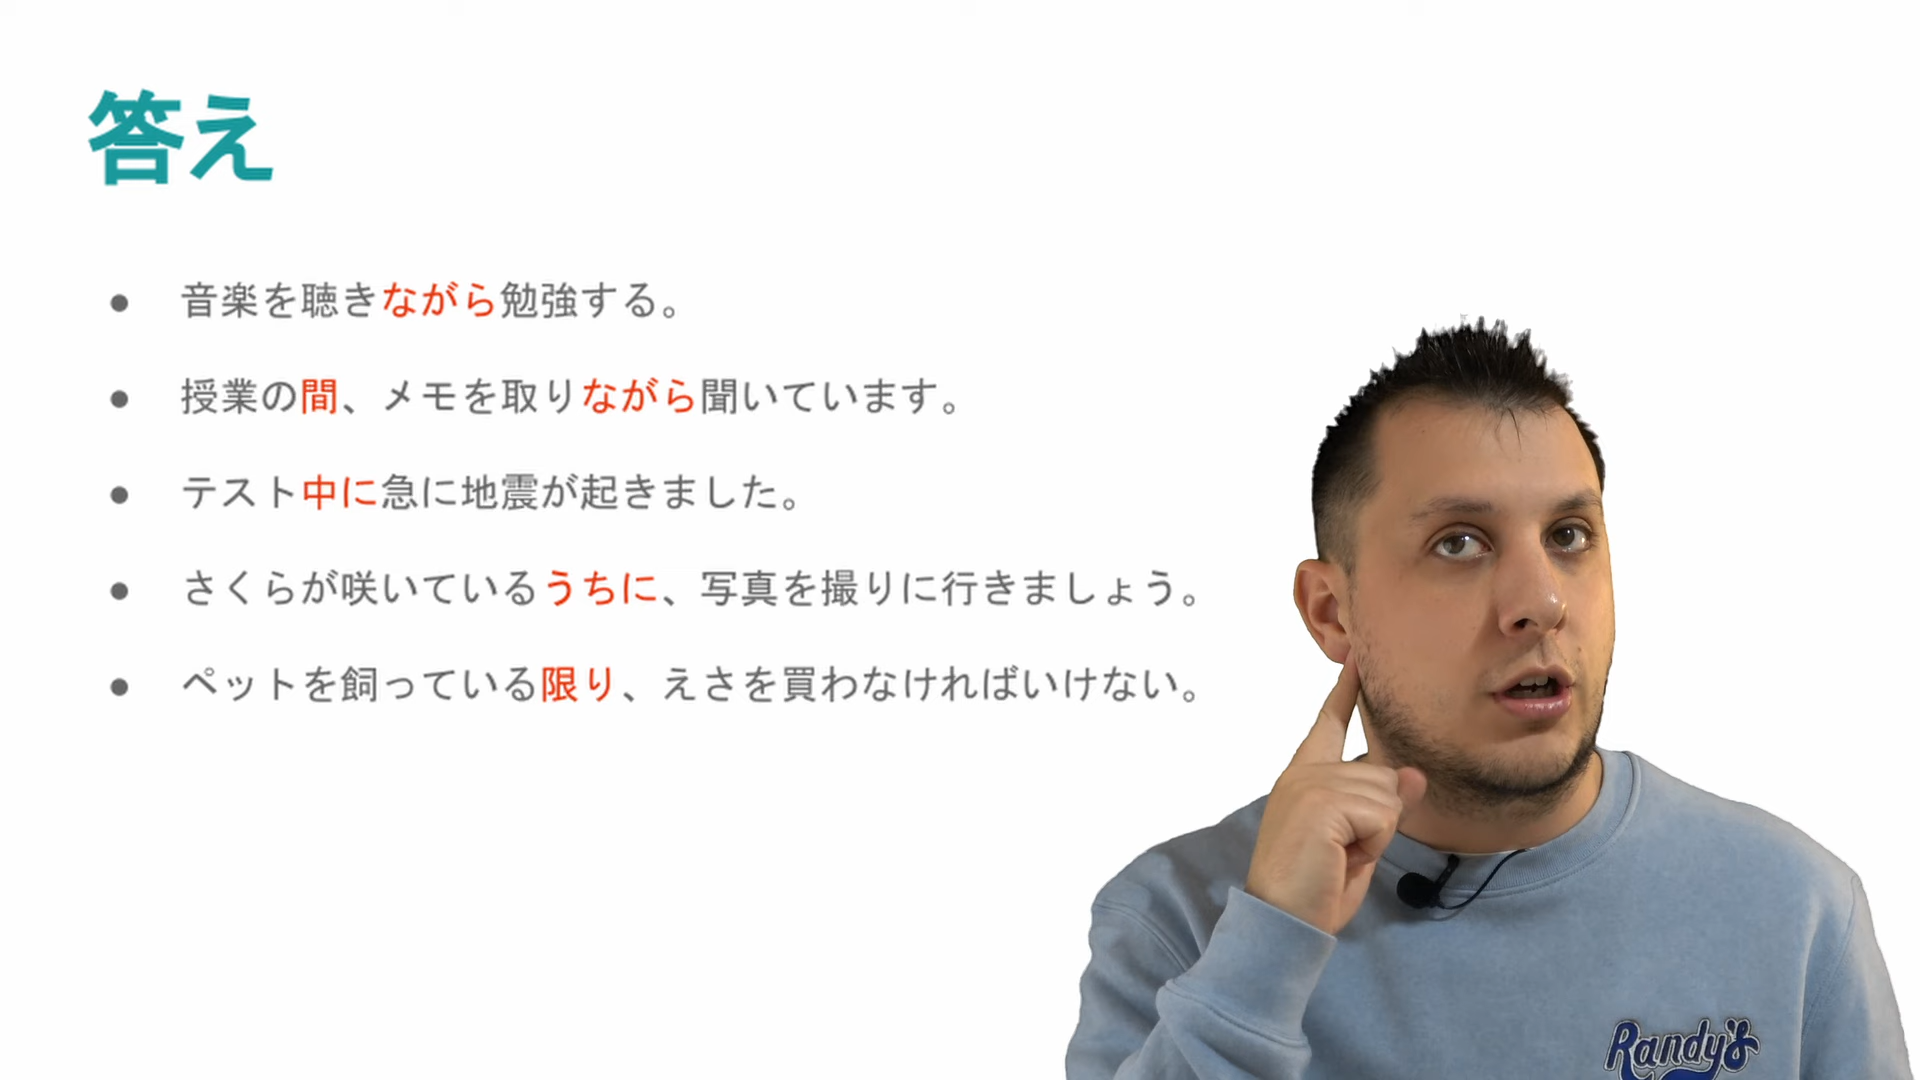 答え
● 音楽を聴きながら勉強する。
● 授業の間、メモを取りながら聞いています。
● テスト中に急に地震が起きました。
● さくらが咲いているうちに、写真を撮りに行きましょう。
● ペットを飼っている限り、えさを買わなければいけない。
Randy's